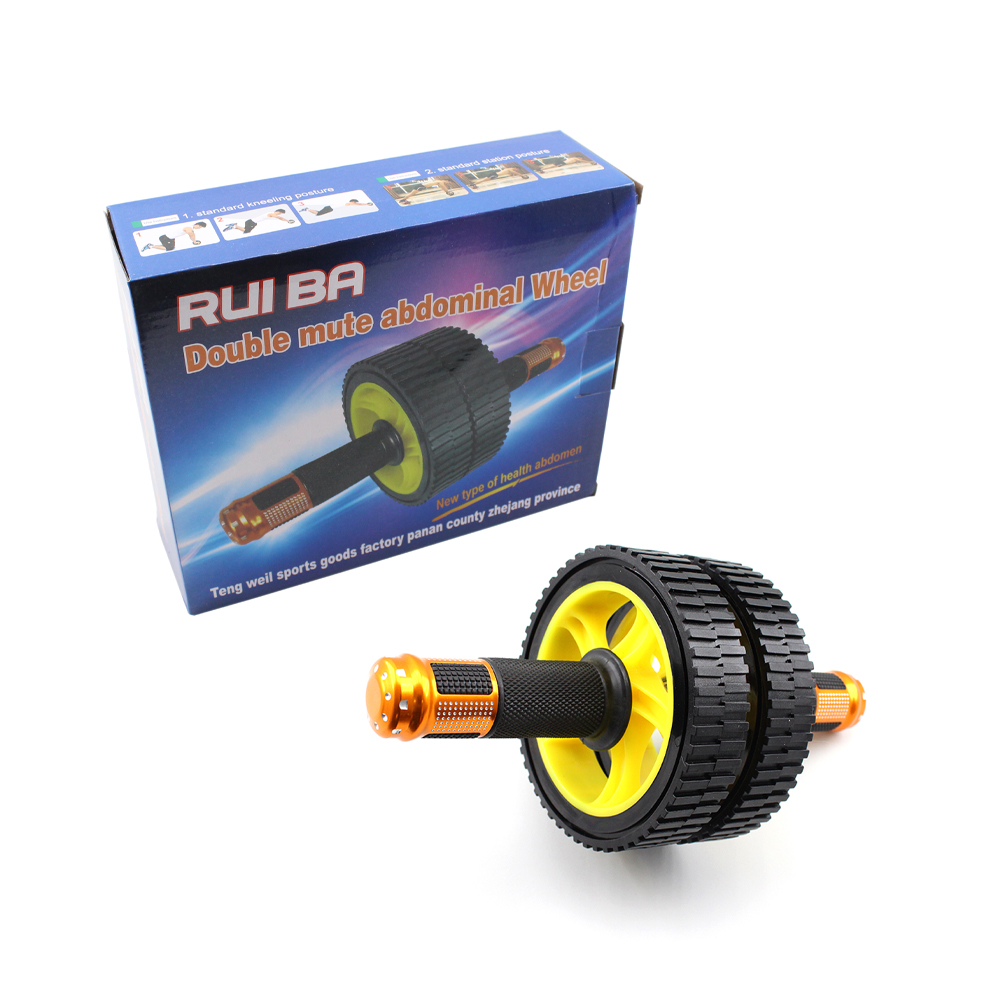 1. standard kneeling posture
2. standard station posture
1 2 3
RUI BA
Double mute abdominal Wheel
New type of health abdomen
Teng weil sports goods factory panan county zhejang province